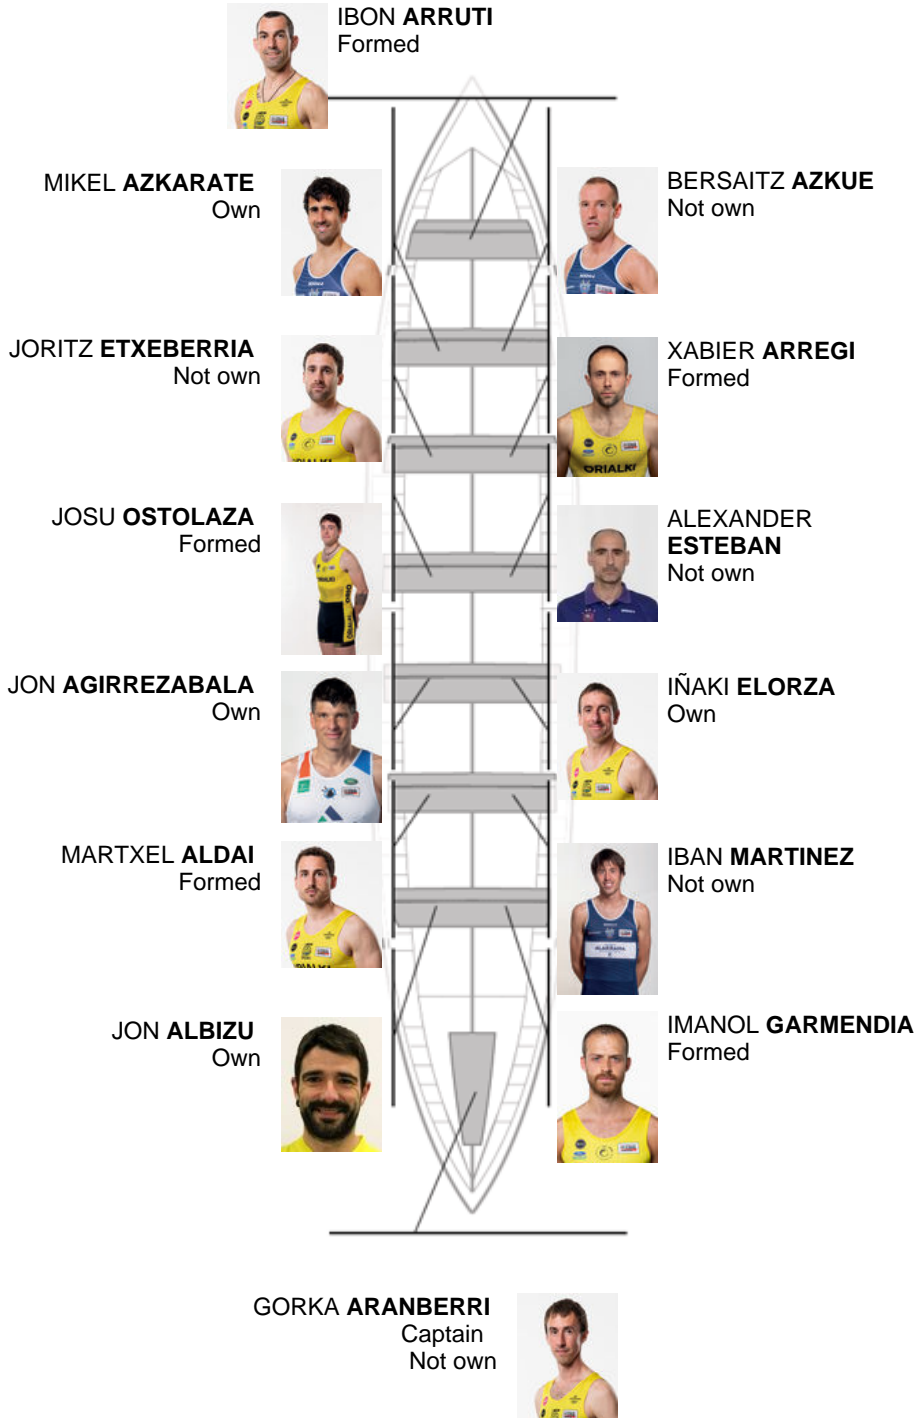 IBON ARRUTI
Formed
MIKEL AZKARATE
Own
BERSAITZ AZKUE
Not own
JORITZ ETXEBERRIA
Not own
XABIER ARREGI
Formed
ORIALKI
JOSU OSTOLAZA
Formed
ALEXANDER
ESTEBAN
Not own
JON AGIRREZABALA
Own
IÑAKI ELORZA
Own
MARTXEL ALDAI
Formed
IBAN MARTINEZ
Not own
JON ALBIZU
Own
IMANOL GARMENDIA
Formed
GORKA ARANBERRI
Captain
Not own